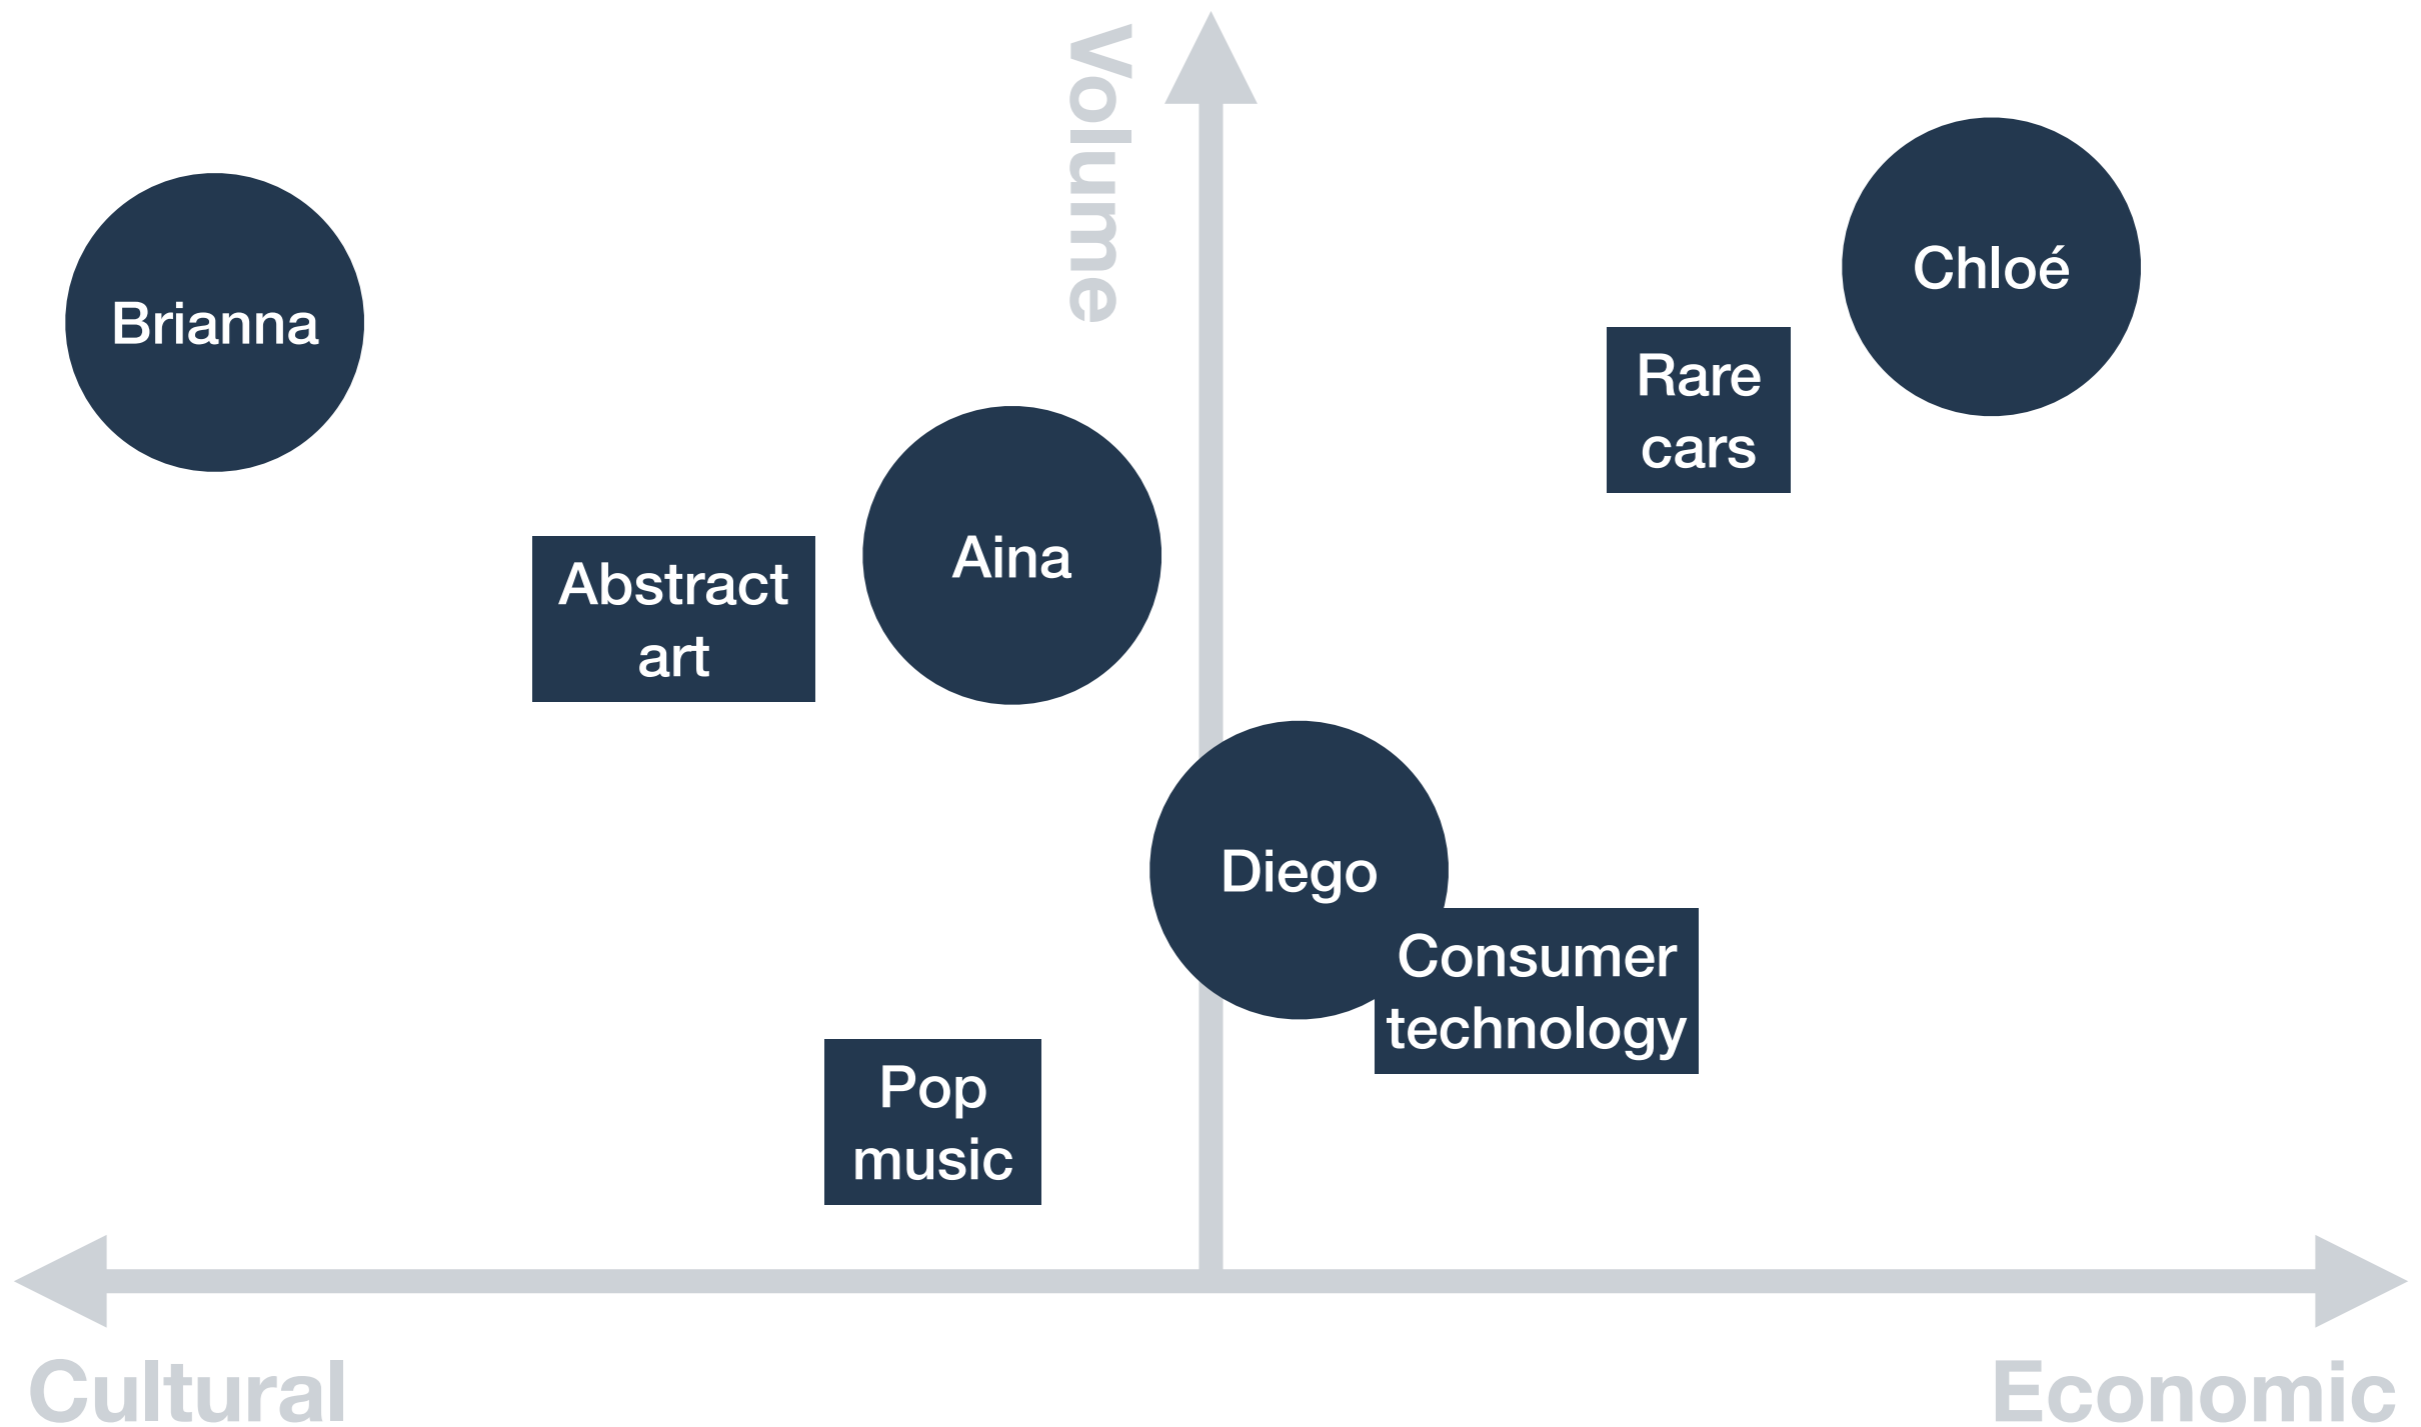 Volume
Chloé
Brianna
Rare
cars
Aina
Abstract
art
Diego
Consumer
technology
Pop
music
Cultural
Economic